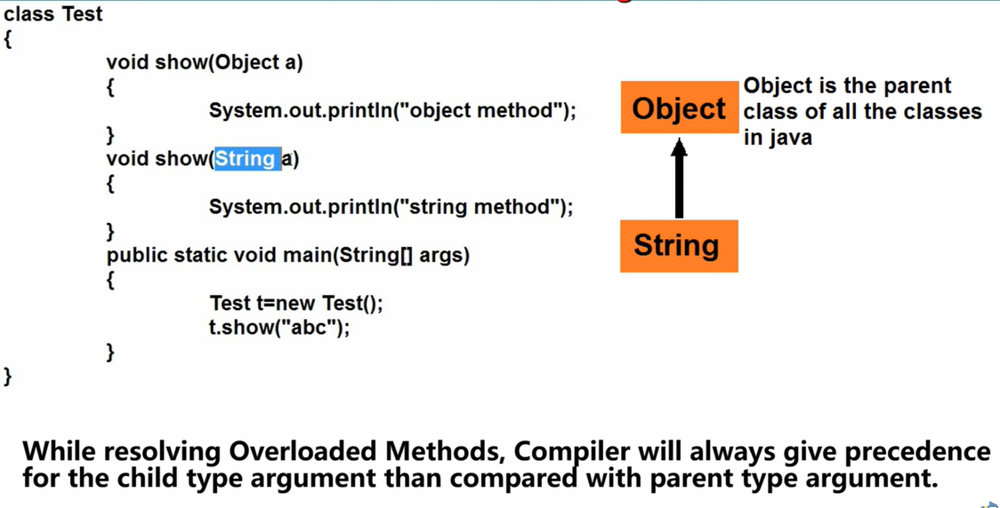 class Test
{
void show(Object a)
{
System.out.println("object method");
}
void show(String a)
{
System.out.println("string method");
}
public static void main(String[] args)
{
Test t=new Test();
t.show("abc");
}
}
Object
Object is the parent
class of all the classes
in java
String
While resolving Overloaded Methods, Compiler will always give precedence
for the child type argument than compared with parent type argument.